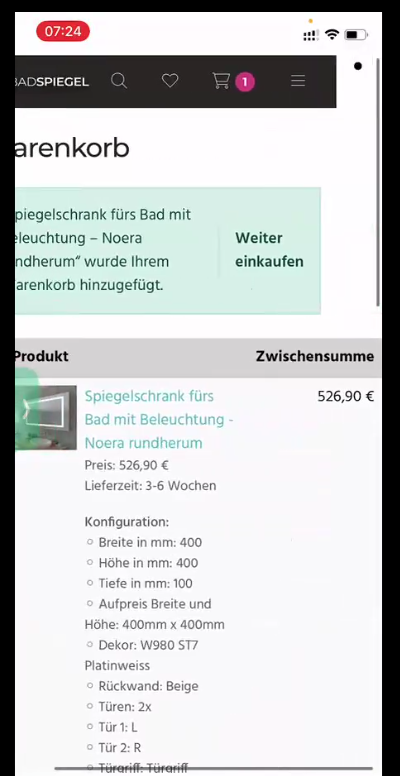 07:24
BADSPIEGEL
1
arenkorb
piegelschrank fürs Bad mit
eleuchtung – Noera
ndherum“ wurde Ihrem
arenkorb hinzugefügt.
Weiter
einkaufen
Produkt
Zwischensumme
Spiegelschrank fürs
Bad mit Beleuchtung -
Noera rundherum
526,90 €
Preis: 526,90 €
Lieferzeit: 3-6 Wochen
Konfiguration:
Breite in mm: 400
Höhe in mm: 400
Tiefe in mm: 100
Aufpreis Breite und
Höhe: 400mm x 400mm
Dekor: W980 ST7
Platinweiss
Rückwand: Beige
Türen: 2x
Tür 1: L
Tür 2: R
Türgriff: Türgriff